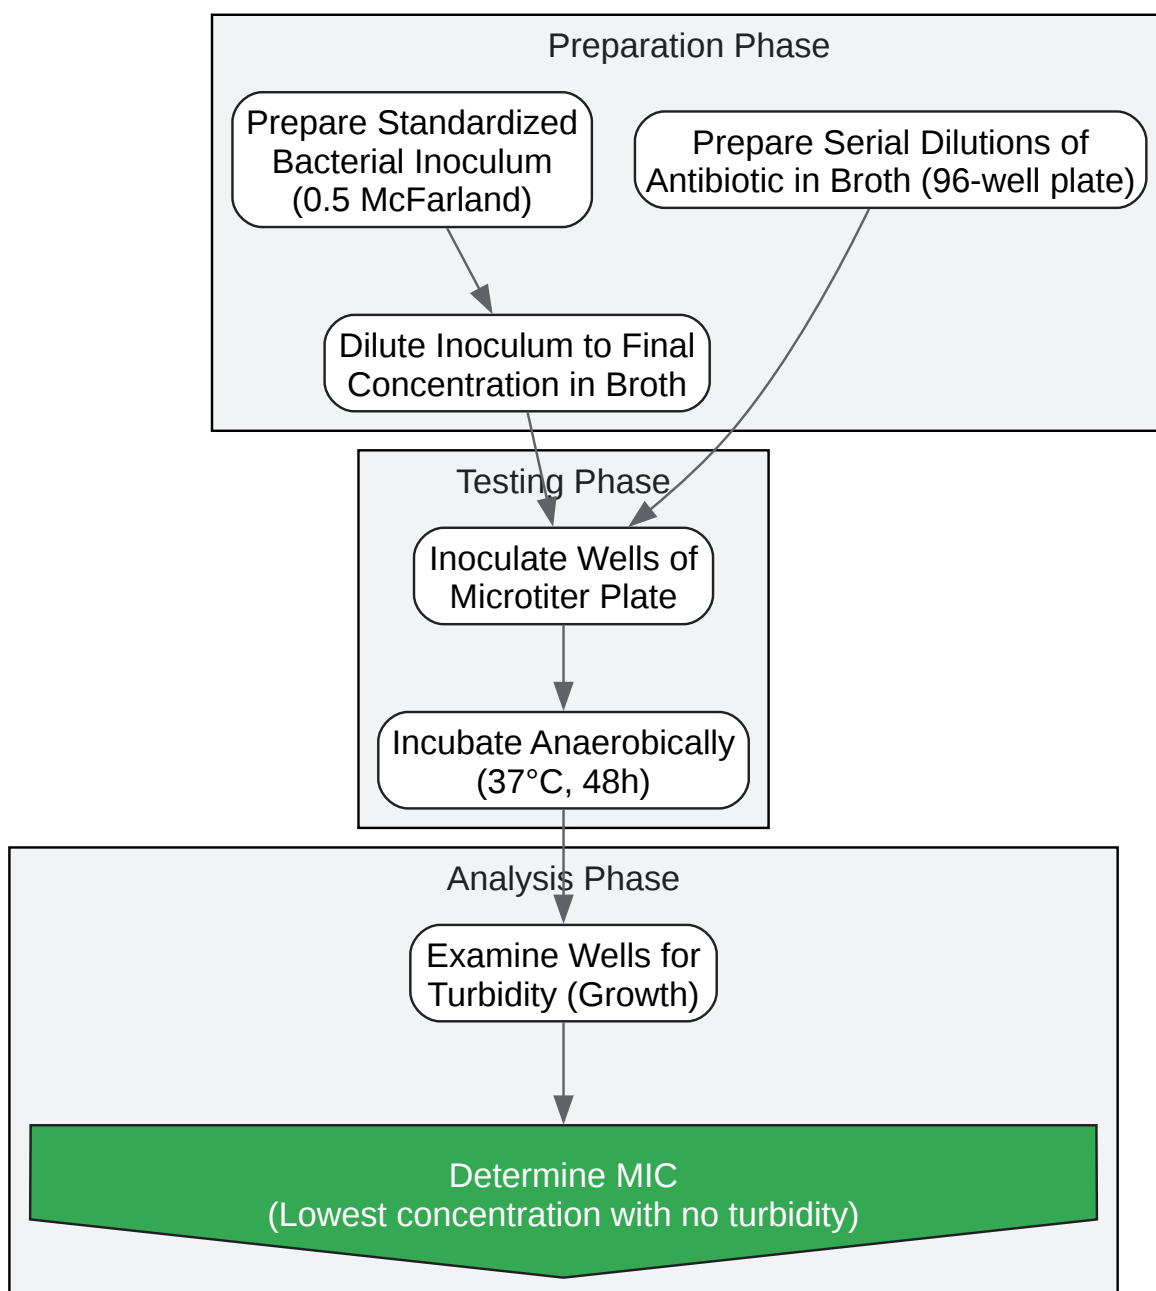 Preparation Phase
Prepare Standardized
Bacterial Inoculum
(0.5 McFarland)
Prepare Serial Dilutions of
Antibiotic in Broth (96-well plate)
Dilute Inoculum to Final
Concentration in Broth
Testing Phase
Inoculate Wells of
Microtiter Plate
Incubate Anaerobically
(37°C, 48h)
Analysis Phase
Examine Wells for
Turbidity (Growth)
Determine MIC
(Lowest concentration with no turbidity)